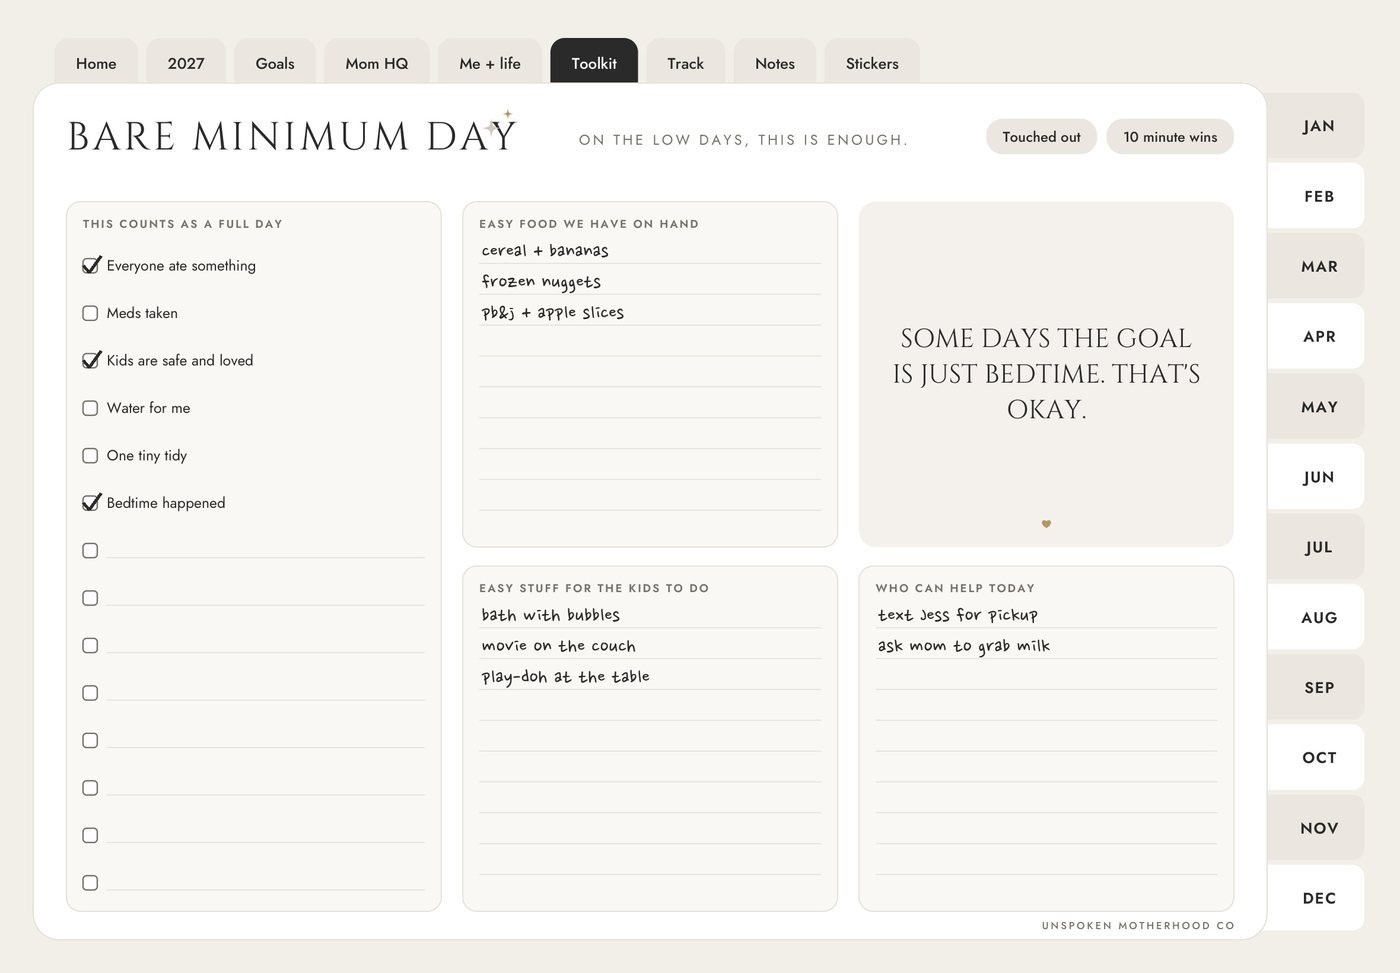 Home
2027
Goals
Mom HQ
Me + life
Toolkit
Track
Notes
Stickers
BARE MINIMUM DAY
ON THE LOW DAYS, THIS IS ENOUGH.
Touched out
10 minute wins
THIS COUNTS AS A FULL DAY
Everyone ate something
Meds taken
Kids are safe and loved
Water for me
One tiny tidy
Bedtime happened
EASY FOOD WE HAVE ON HAND
cereal + bananas
frozen nuggets
pb&j + apple slices
SOME DAYS THE GOAL
IS JUST BEDTIME. THAT'S
OKAY.
EASY STUFF FOR THE KIDS TO DO
bath with bubbles
movie on the couch
play-doh at the table
WHO CAN HELP TODAY
text Jess for pickup
ask mom to grab milk
UNSPOKEN MOTHERHOOD CO
JAN
FEB
MAR
APR
MAY
JUN
JUL
AUG
SEP
OCT
NOV
DEC